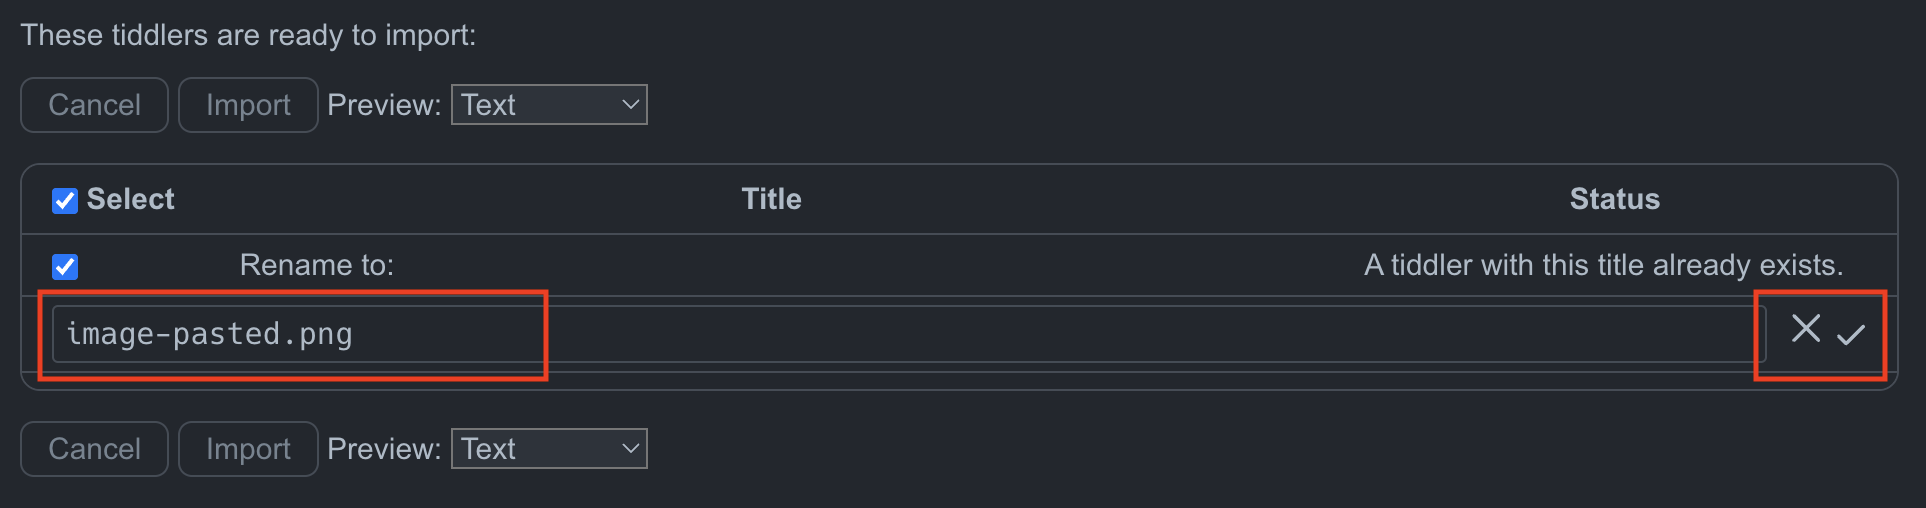 These tiddlers are ready to import:
Cancel Import Preview: Text
Select Title Status
Rename to: A tiddler with this title already exists.
image-pasted.png
Cancel Import Preview: Text